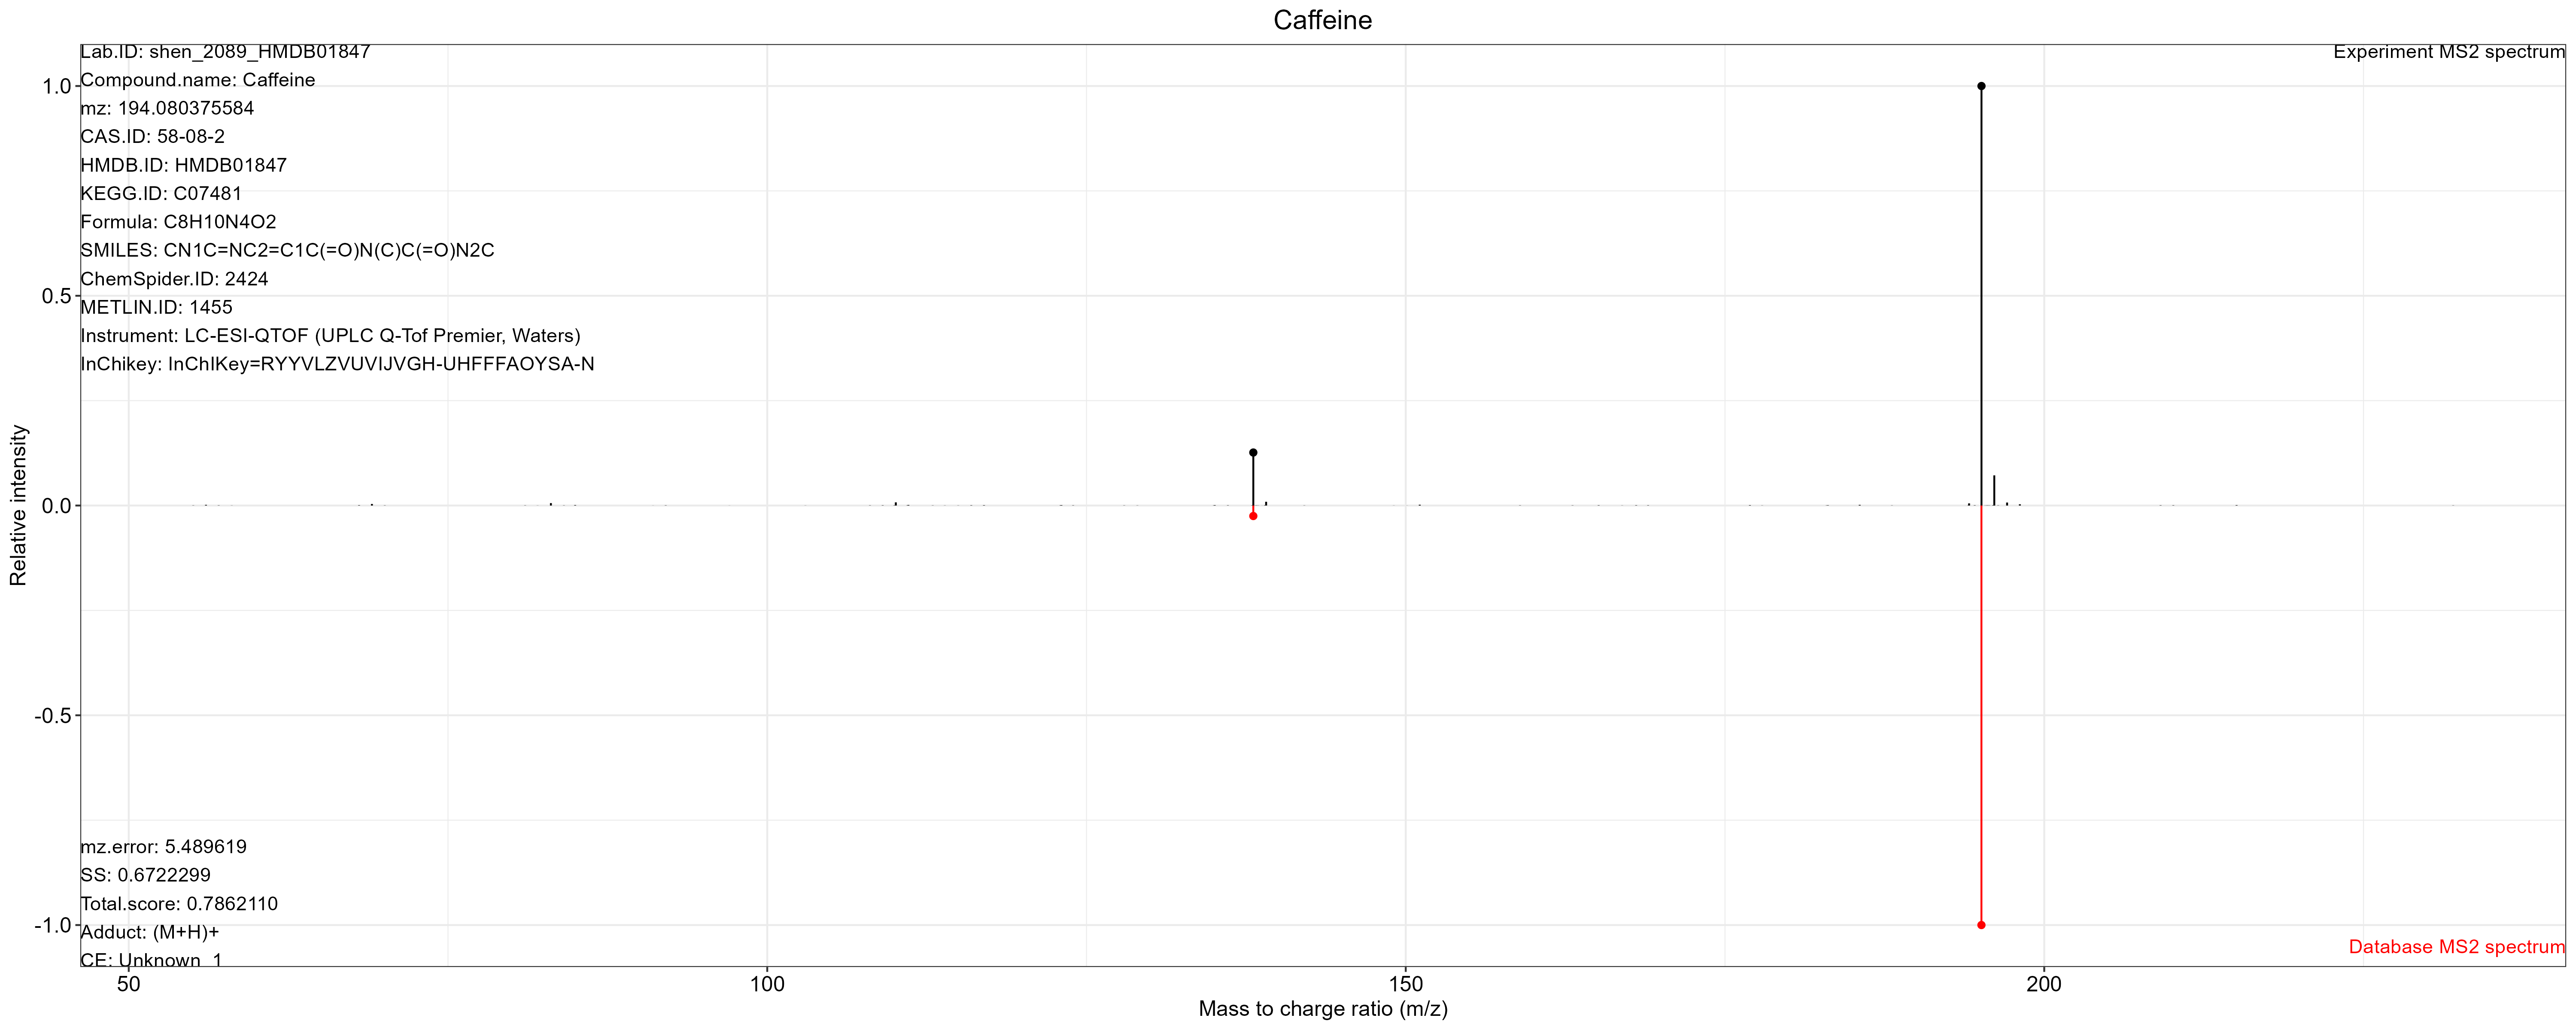 Caffeine
Lab.ID: shen_2089_HMDB01847
Experiment MS2 spectrum
Compound.name: Caffeine
mz: 194.080375584
CAS.ID: 58-08-2
HMDB.ID: HMDB01847
KEGG.ID: C07481
Formula: C8H10N4O2
SMILES: CN1C=NC2=C1C(=O)N(C)C(=O)N2C
ChemSpider.ID: 2424
METLIN.ID: 1455
Instrument: LC-ESI-QTOF (UPLC Q-Tof Premier, Waters)
InChikey: InChIKey=RYYVLZVUVIJVGH-UHFFFAOYSA-N
1.0
0.5
0.0
-0.5
-1.0
Relative intensity
mz.error: 5.489619
SS: 0.6722299
Total.score: 0.7862110
Adduct: (M+H)+
CE: Unknown_1
Database MS2 spectrum
50
100
150
200
Mass to charge ratio (m/z)